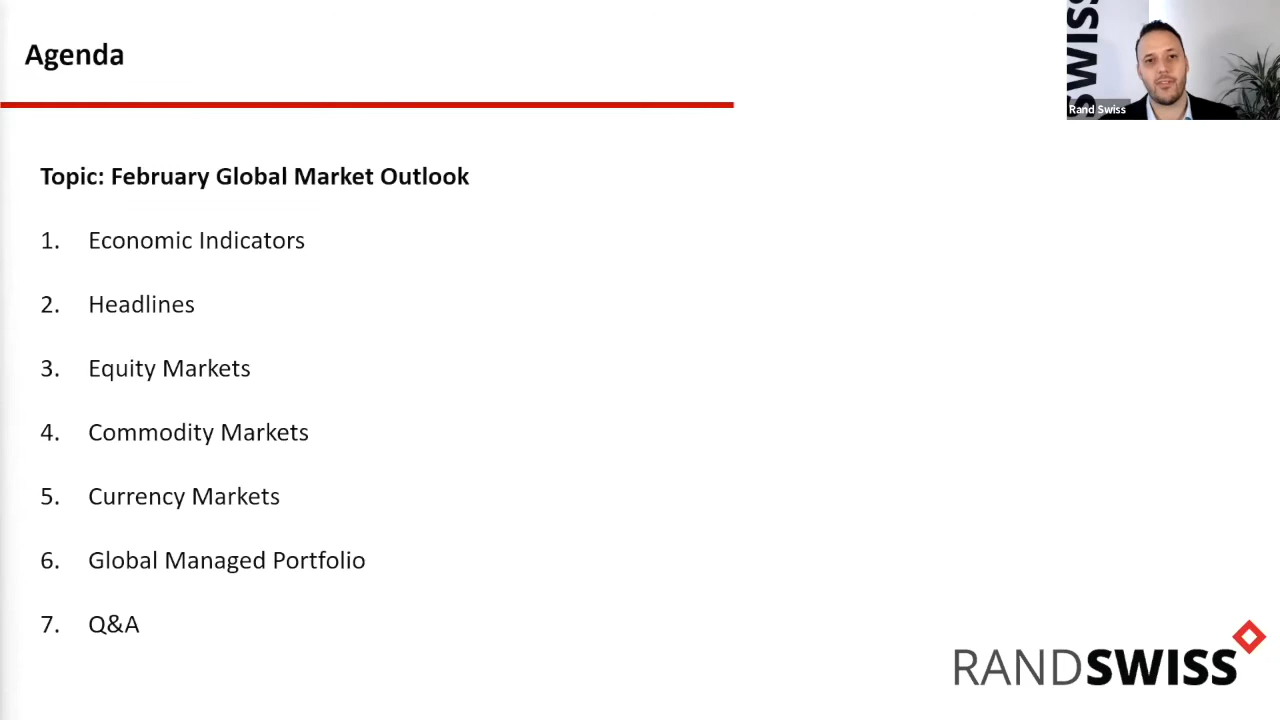 Agenda
SWISS
Rand Swiss
Topic: February Global Market Outlook
1. Economic Indicators
2. Headlines
3. Equity Markets
4. Commodity Markets
5. Currency Markets
6. Global Managed Portfolio
7. Q&A
RANDSWISS